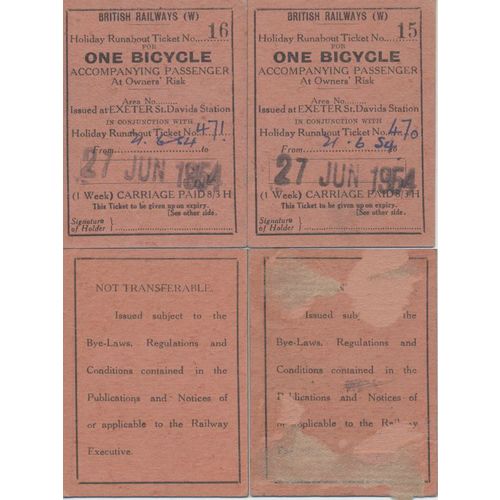 BRITISH RAILWAYS (W)
Holiday Runabout Ticket No. 16
FOR
ONE BICYCLE
ACCOMPANYING PASSENGER
At Owners' Risk
Area No.........
Issued at EXETER St. Davids Station
IN CONJUNCTION WITH
Holiday Runabout Ticket No. 471
From 21.6.54 to
27 JUN 1954
(1 Week) CARRIAGE PAID 8/3 H
This Ticket to be given up on expiry.
[See other side.
Signature
of Holder
BRITISH RAILWAYS (W)
Holiday Runabout Ticket No. 15
FOR
ONE BICYCLE
ACCOMPANYING PASSENGER
At Owners' Risk
Area No.........
Issued at EXETER St. Davids Station
IN CONJUNCTION WITH
Holiday Runabout Ticket No. 470
From 21.6.54 to
27 JUN 1954
(1 Week) CARRIAGE PAID 8/3 H
This Ticket to be given up on expiry.
[See other side.
Signature
of Holder
NOT TRANSFERABLE.
Issued subject to the
Bye-Laws, Regulations and
Conditions contained in the
Publications and Notices of
or applicable to the Railway
Executive.
Issued to the
Bye-Laws, Regulations and
Conditions contained in the
Publications and Notices of
or applicable to the